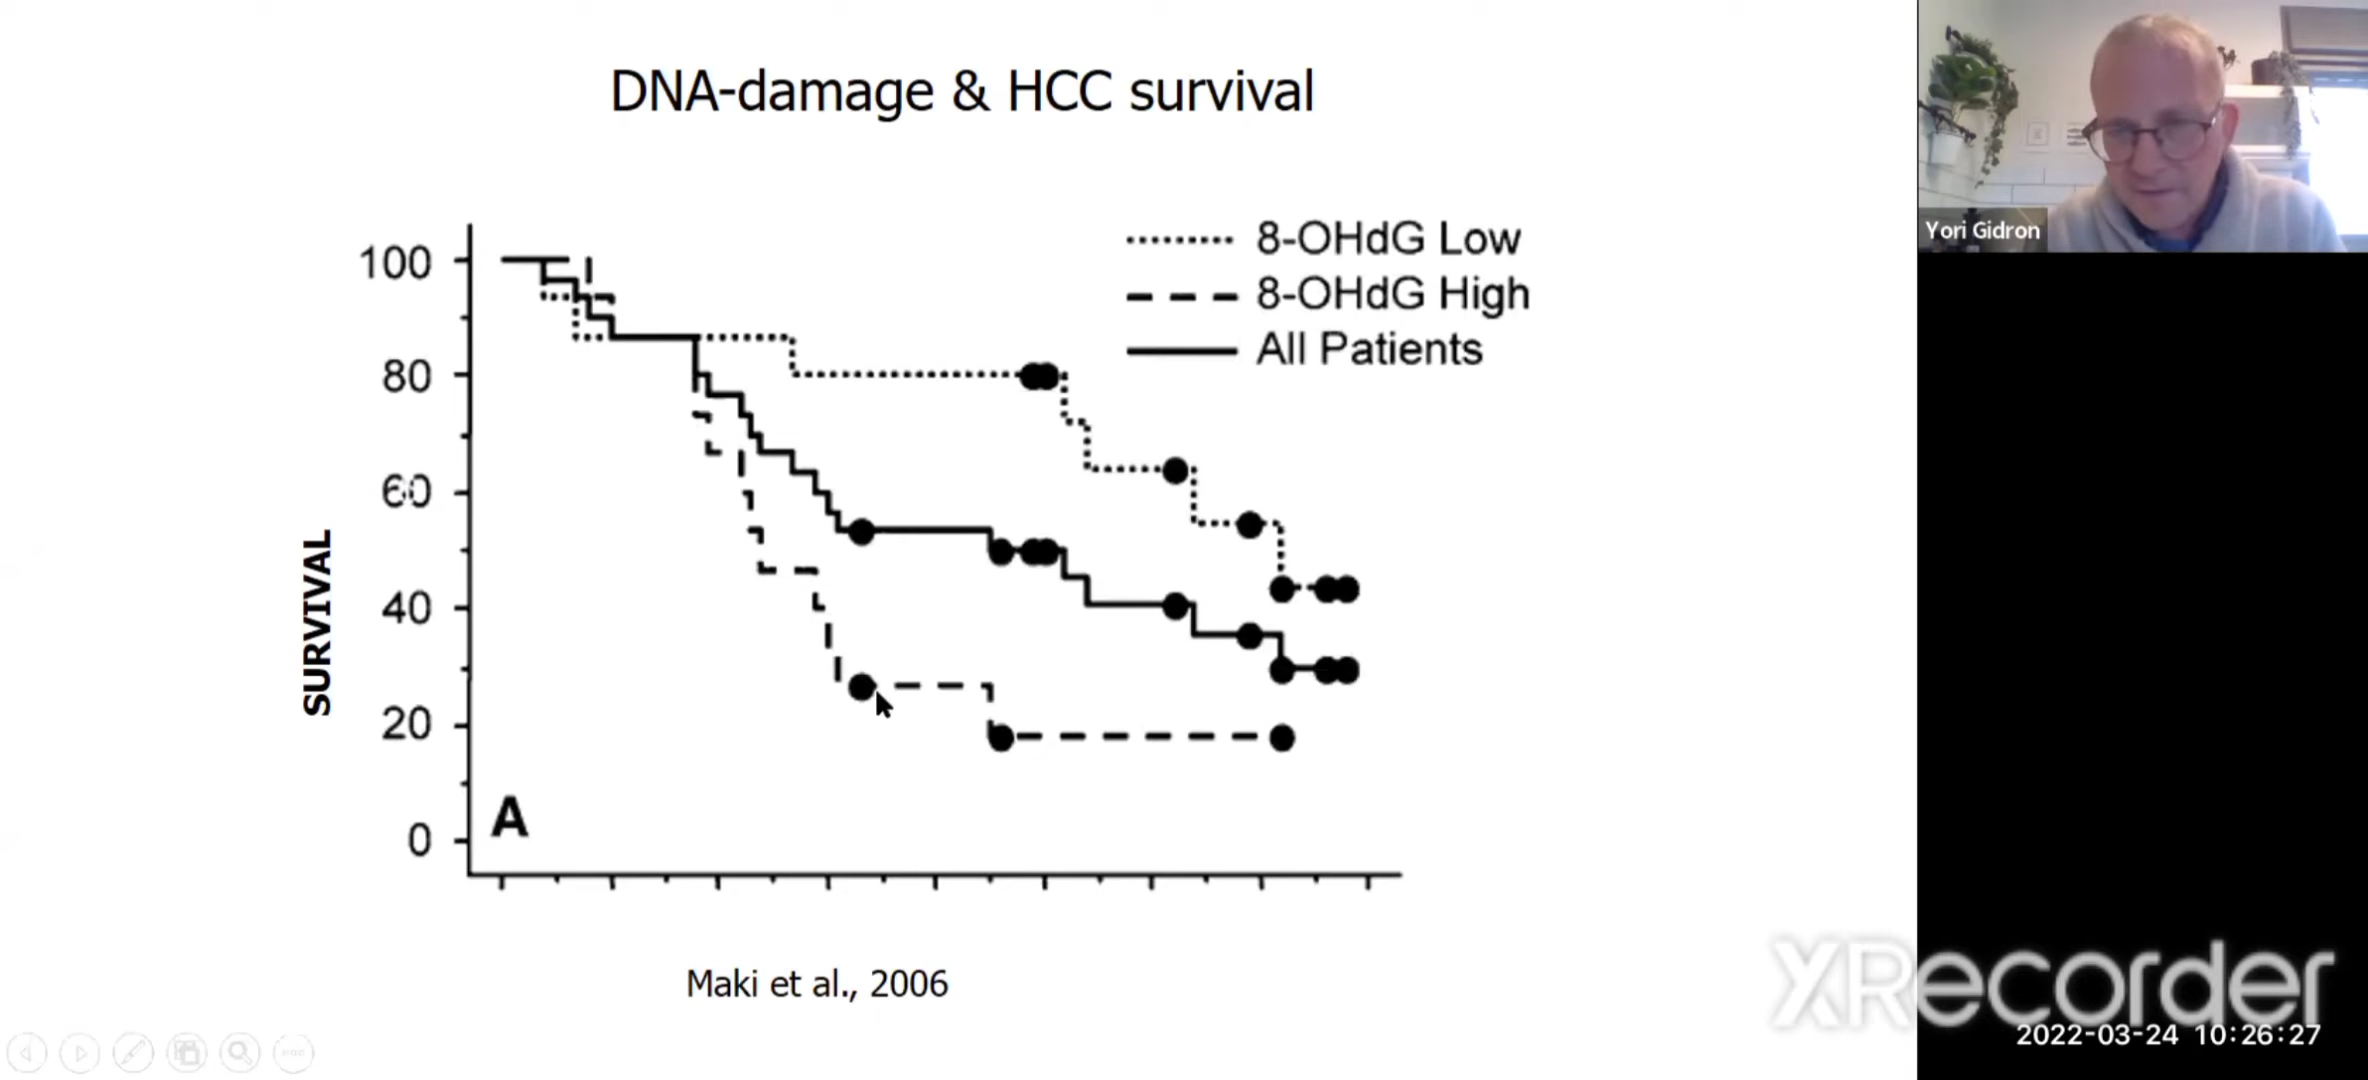 DNA-damage & HCC survival
8-OHdG Low
8-OHdG High
All Patients
100
80
60
40
20
0
SURVIVAL
A
Maki et al., 2006
Yori Gidron
XRecorder
2022-03-24 10:26:27